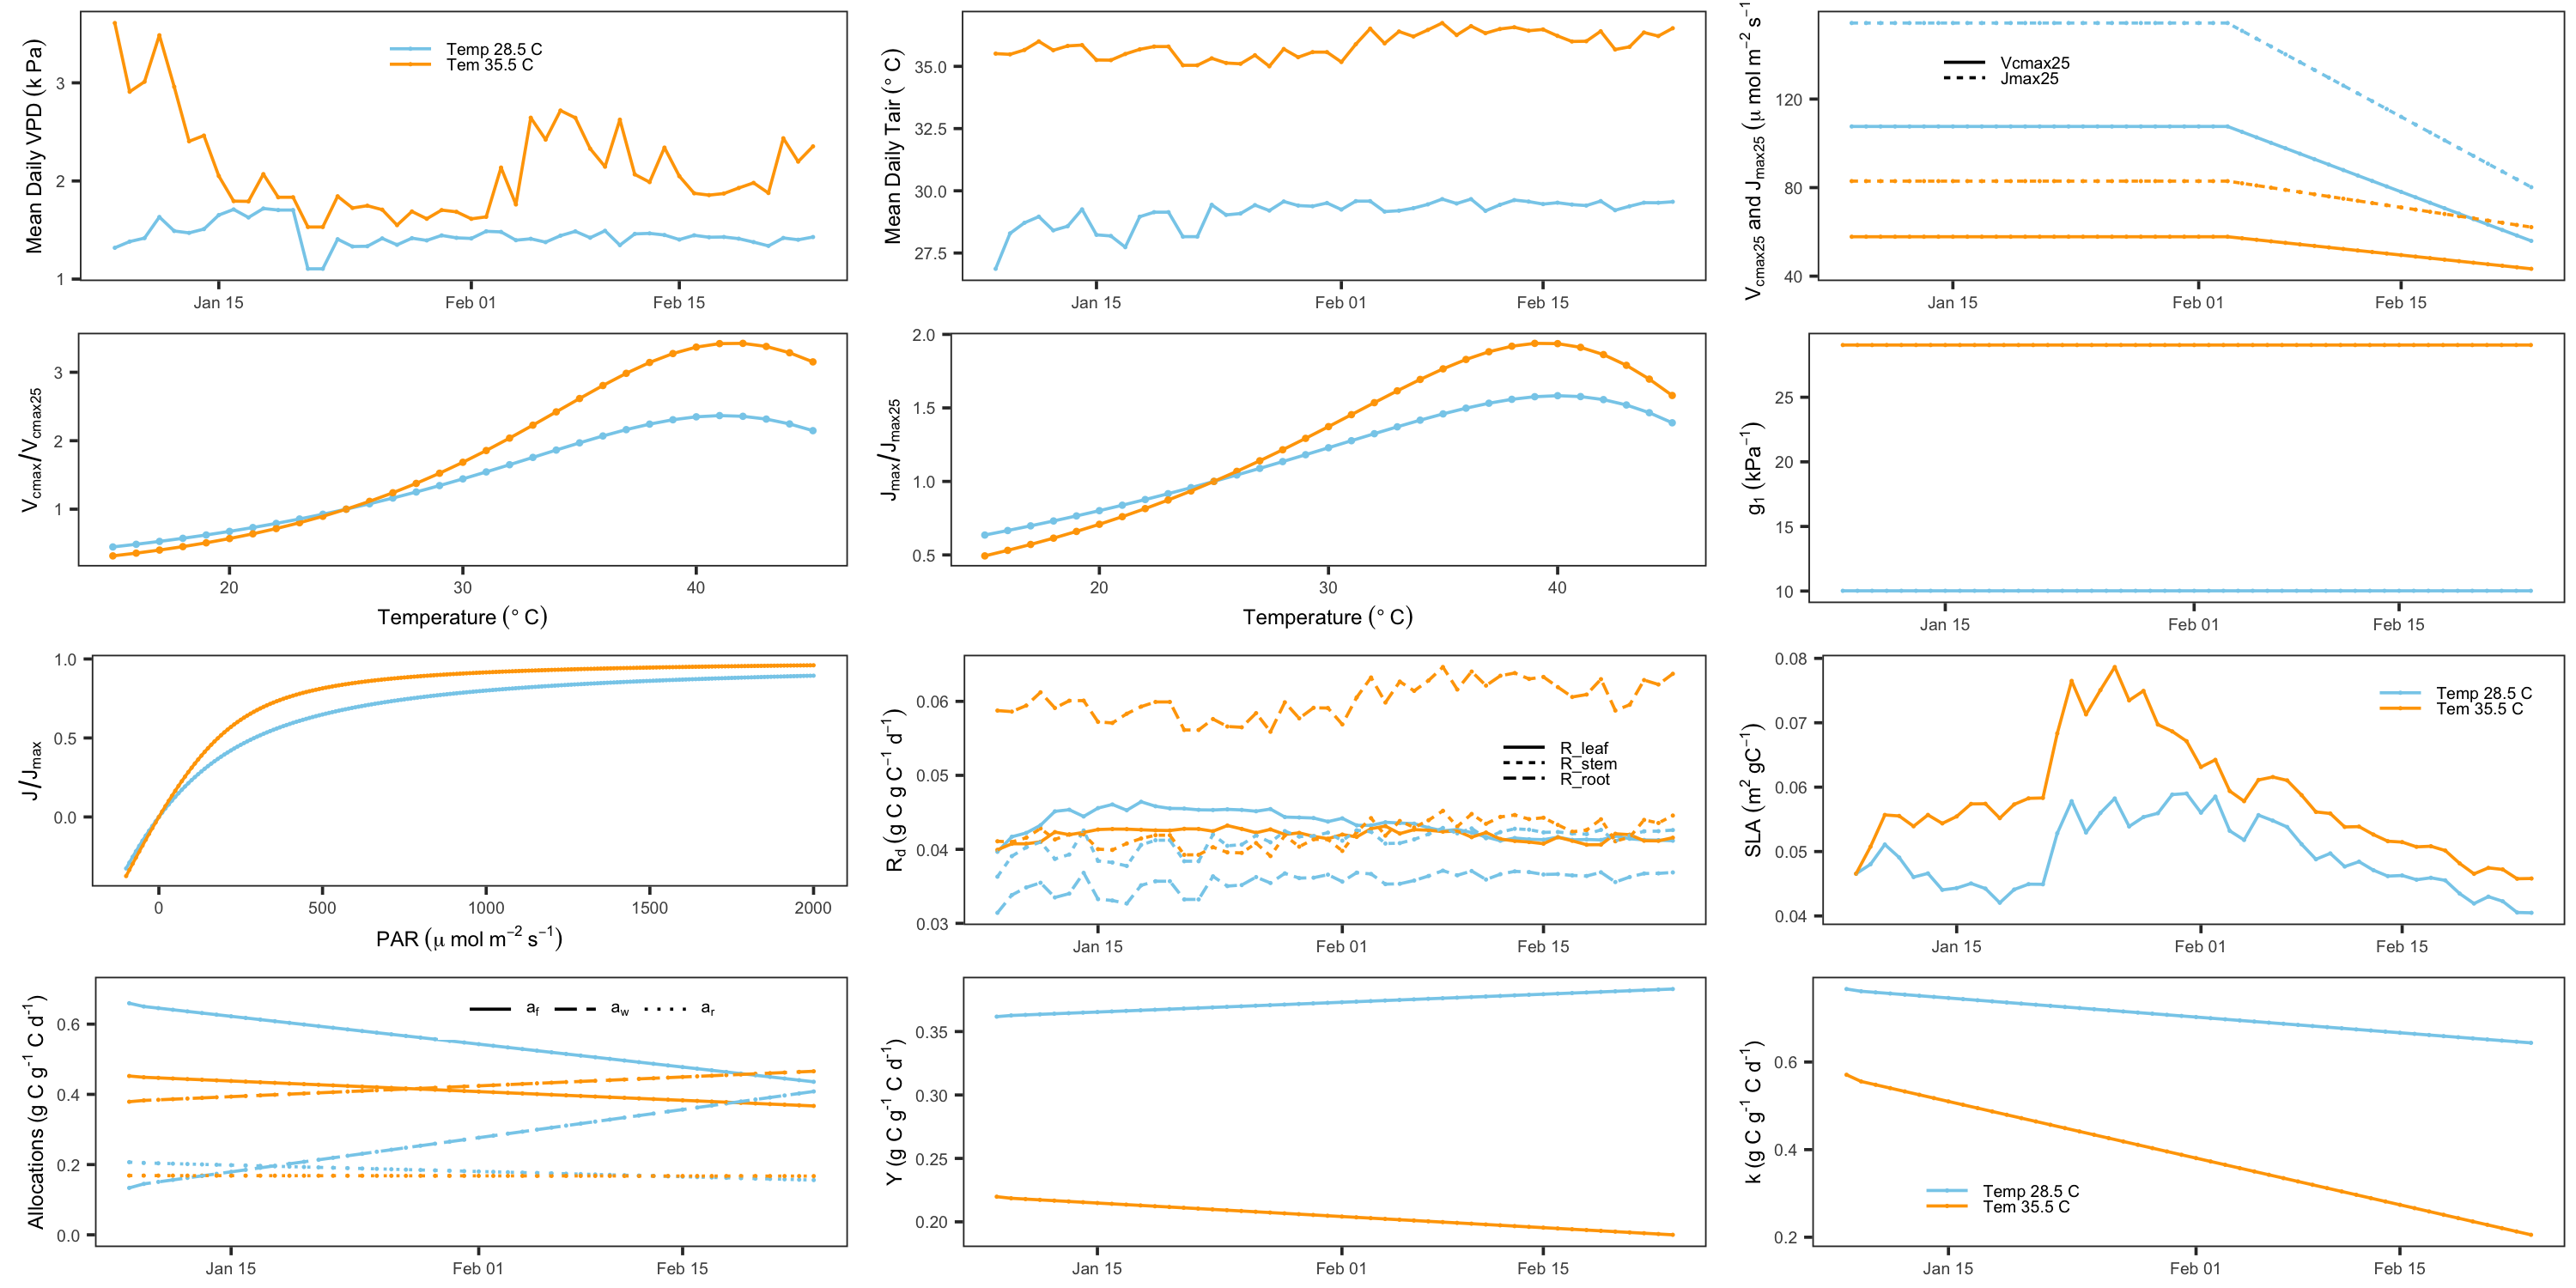 Mean Daily VPD (k Pa)
3
2
1
Temp 28.5 C
Tem 35.5 C
Jan 15
Feb 01
Feb 15
Mean Daily Tair (° C)
35.0
32.5
30.0
27.5
Jan 15
Feb 01
Feb 15
Vcmax25 and Jmax25 (μ mol m−2 s−1
120
80
40
Vcmax25
Jmax25
Jan 15
Feb 01
Feb 15
Vcmax/Vcmax25
3
2
1
20
30
40
Temperature (° C)
Jmax/Jmax25
2.0
1.5
1.0
0.5
20
30
40
Temperature (° C)
g1 (kPa−1)
25
20
15
10
Jan 15
Feb 01
Feb 15
J/Jmax
1.0
0.5
0.0
0
500
1000
1500
2000
PAR (μ mol m−2 s−1)
Rd (g C g C−1 d−1)
0.06
0.05
0.04
0.03
R_leaf
R_stem
R_root
Jan 15
Feb 01
Feb 15
SLA (m2 gC−1)
0.08
0.07
0.06
0.05
0.04
Temp 28.5 C
Tem 35.5 C
Jan 15
Feb 01
Feb 15
Allocations (g C g-1 C d-1)
0.6
0.4
0.2
0.0
af aw ar
Jan 15
Feb 01
Feb 15
Y (g C g-1 C d-1)
0.35
0.30
0.25
0.20
Jan 15
Feb 01
Feb 15
k (g C g-1 C d-1)
0.6
0.4
0.2
Temp 28.5 C
Tem 35.5 C
Jan 15
Feb 01
Feb 15